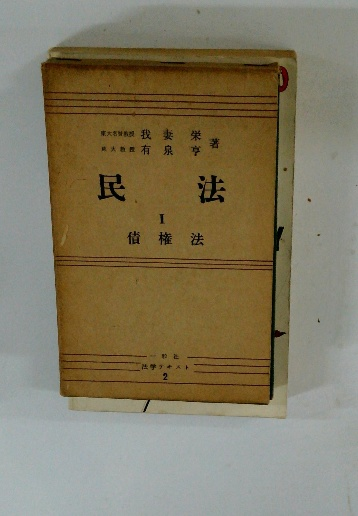 東大名誉教授 我妻栄
東大教授 有泉亨 著
民法
I
債権法
一粒社
法学テキスト
2